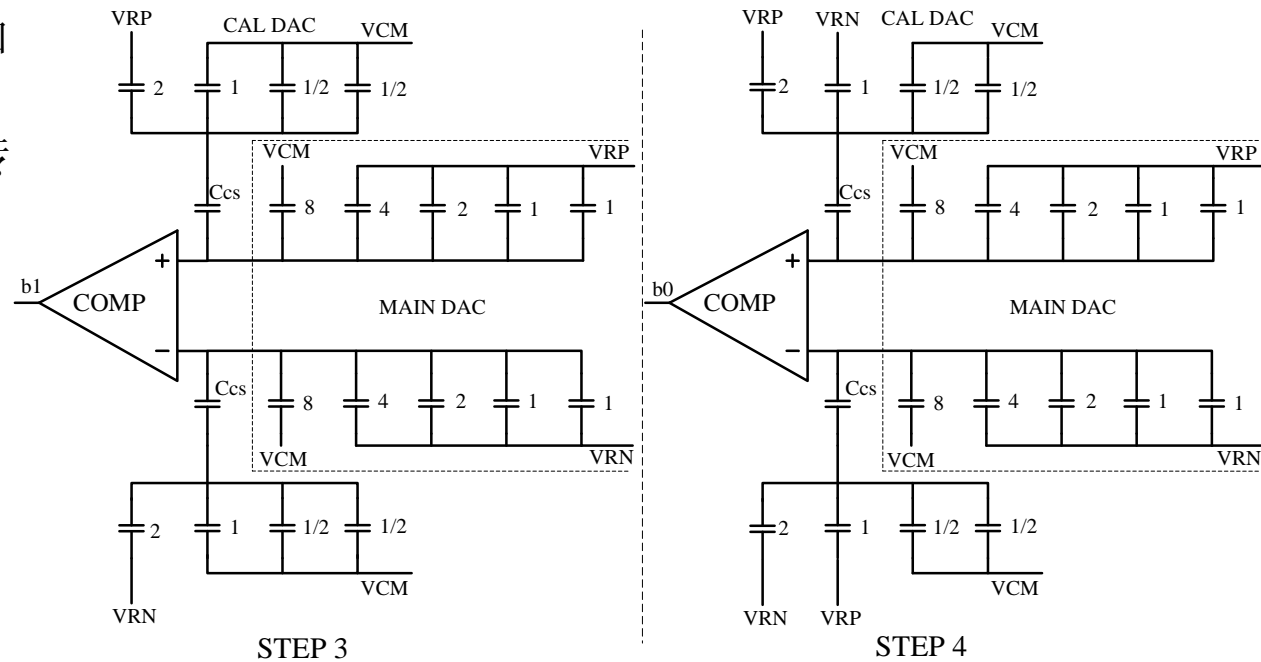 VRP
CAL DAC
VCM
2
1
1/2
1/2
VCM
VRP
Ccs
8
4
2
1
1
b1
COMP
+
−
MAIN DAC
Ccs
8
4
2
1
1
VCM
VRN
2
1
1/2
1/2
VCM
VRN
STEP 3
VRP
VRN
CAL DAC
VCM
2
1
1/2
1/2
VCM
VRP
Ccs
8
4
2
1
1
b0
COMP
+
−
MAIN DAC
Ccs
8
4
2
1
1
VCM
VRN
2
1
1/2
1/2
VCM
VRN
VRP
STEP 4